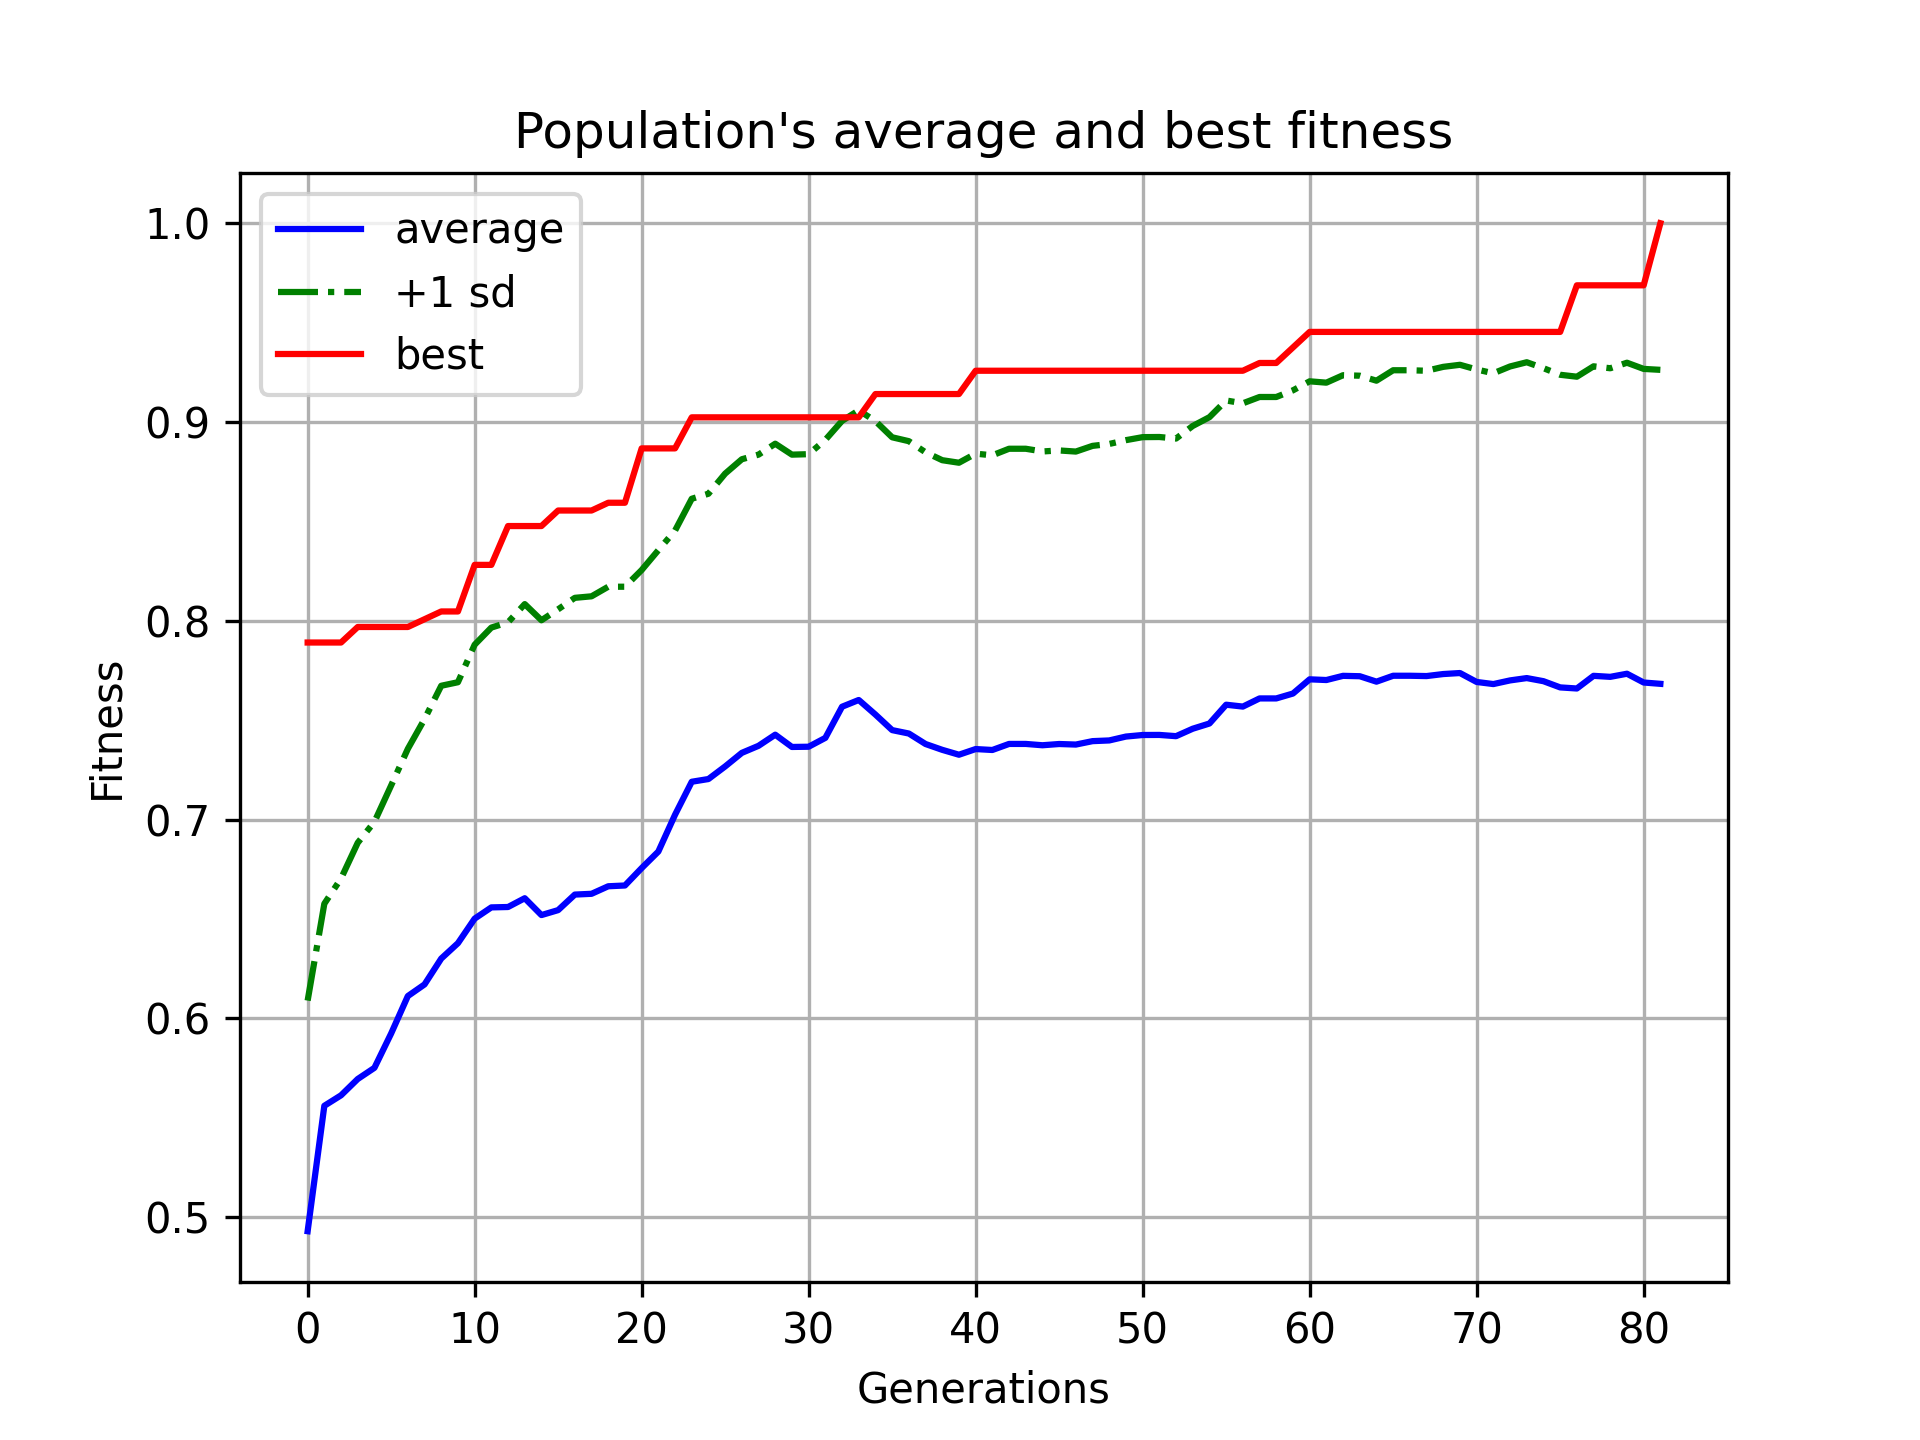 Population's average and best fitness
average
+1 sd
best
Fitness
1.0
0.9
0.8
0.7
0.6
0.5
0 10 20 30 40 50 60 70 80
Generations